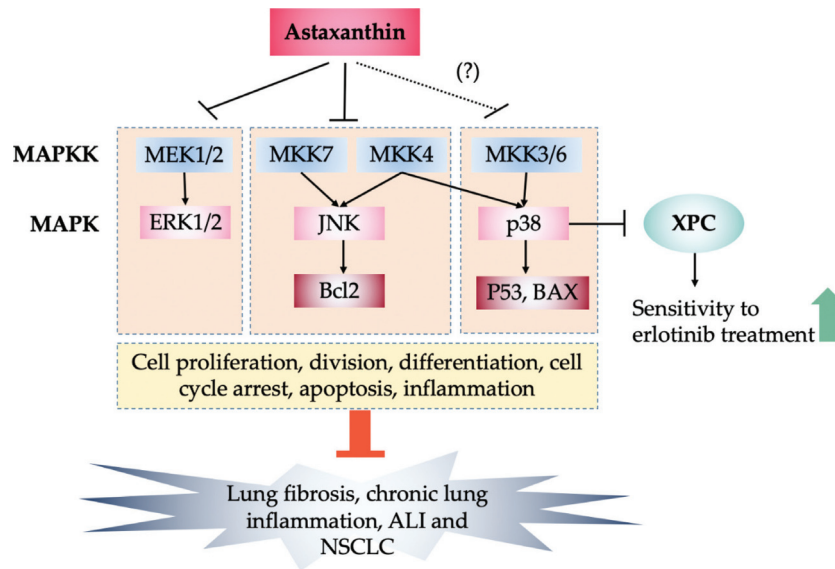 Astaxanthin
(?)
MAPKK
MEK1/2
MKK7
MKK4
MKK3/6
MAPK
ERK1/2
JNK
p38
XPC
Bcl2
P53, BAX
Sensitivity to
erlotinib treatment
Cell proliferation, division, differentiation, cell
cycle arrest, apoptosis, inflammation
Lung fibrosis, chronic lung
inflammation, ALI and
NSCLC